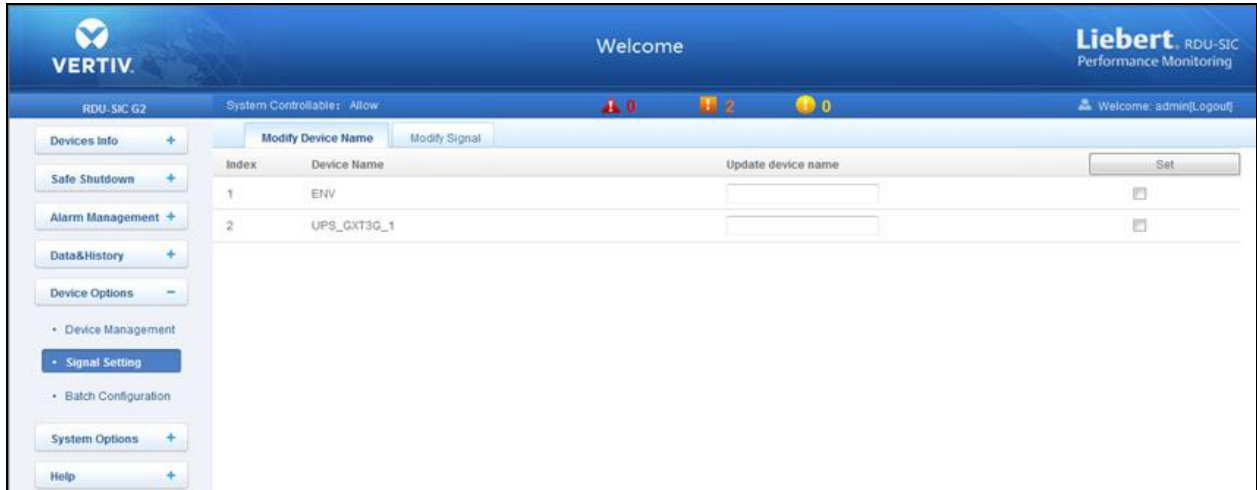 VERTIV.
Welcome
Liebert. RDU-SIC
Performance Monitoring
RDU-SIC G2
System Controllable: Allow
0
2
0
Welcome: admin[Logout]
Devices Info +
Safe Shutdown +
Alarm Management +
Data&History +
Device Options −
• Device Management
• Signal Setting
• Batch Configuration
System Options +
Help +
Modify Device Name Modify Signal
Index Device Name Update device name Set
1 ENV
2 UPS_GXT3G_1